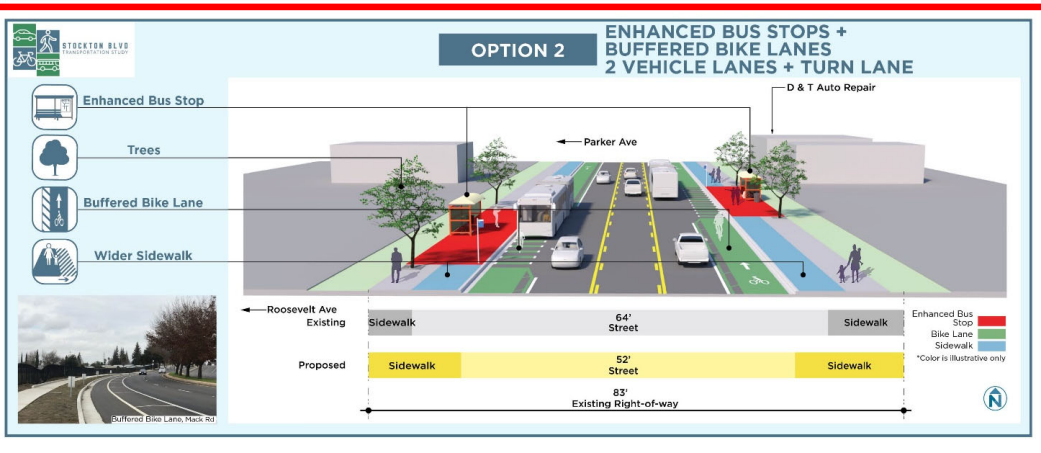 STOCKTON BLVD
TRANSPORTATION STUDY
OPTION 2
ENHANCED BUS STOPS +
BUFFERED BIKE LANES
2 VEHICLE LANES + TURN LANE
Enhanced Bus Stop
Trees
Buffered Bike Lane
Wider Sidewalk
D & T Auto Repair
Parker Ave
Roosevelt Ave
Existing
Sidewalk
64'
Street
Sidewalk
Proposed
Sidewalk
52'
Street
Sidewalk
83'
Existing Right-of-way
Enhanced Bus
Stop
Bike Lane
Sidewalk
*Color is illustrative only
N
Buffered Bike Lane, Mack Rd